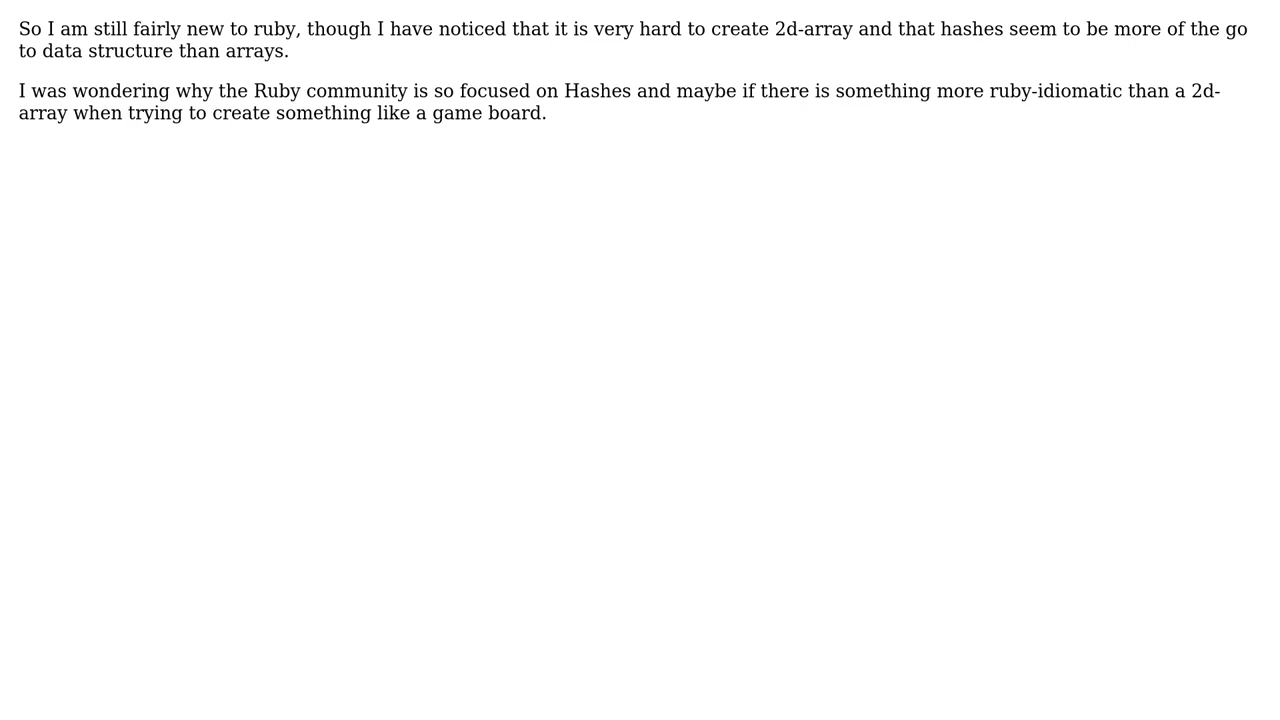 So I am still fairly new to ruby, though I have noticed that it is very hard to create 2d-array and that hashes seem to be more of the go
to data structure than arrays.
I was wondering why the Ruby community is so focused on Hashes and maybe if there is something more ruby-idiomatic than a 2d-
array when trying to create something like a game board.